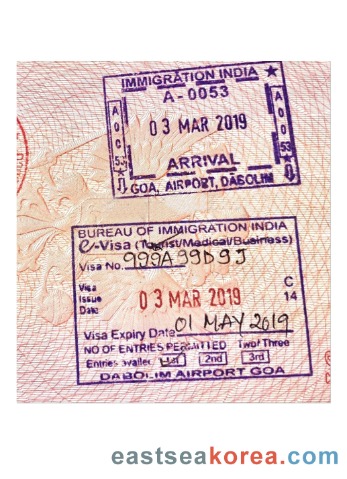 IMMIGRATION INDIA ★
A-0053
A0053
03 MAR 2019
A0053
ARRIVAL
GOA, AIRPORT, DABOLIM
BUREAU OF IMMIGRATION INDIA
e-Visa (Tourist/Medical/Business)
Visa No. 999A99D9J
Visa Issue Date
03 MAR 2019
C 14
Visa Expiry Date 01 MAY 2019
NO OF ENTRIES PERMITTED Two/Three
Entries availed 1st 2nd 3rd
DABOLIM AIRPORT GOA
eastseakorea.com